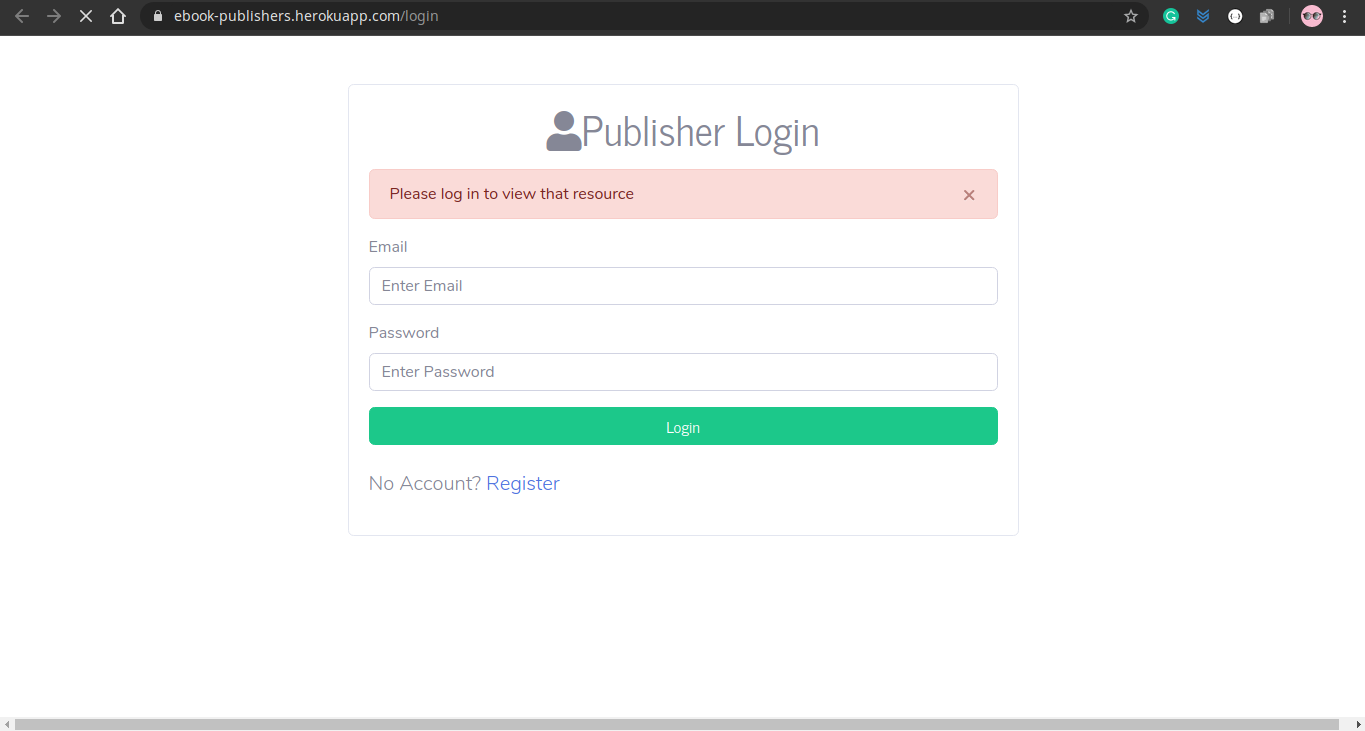 ebook-publishers.herokuapp.com/login
Publisher Login
Please log in to view that resource ×
Email
Enter Email
Password
Enter Password
Login
No Account? Register